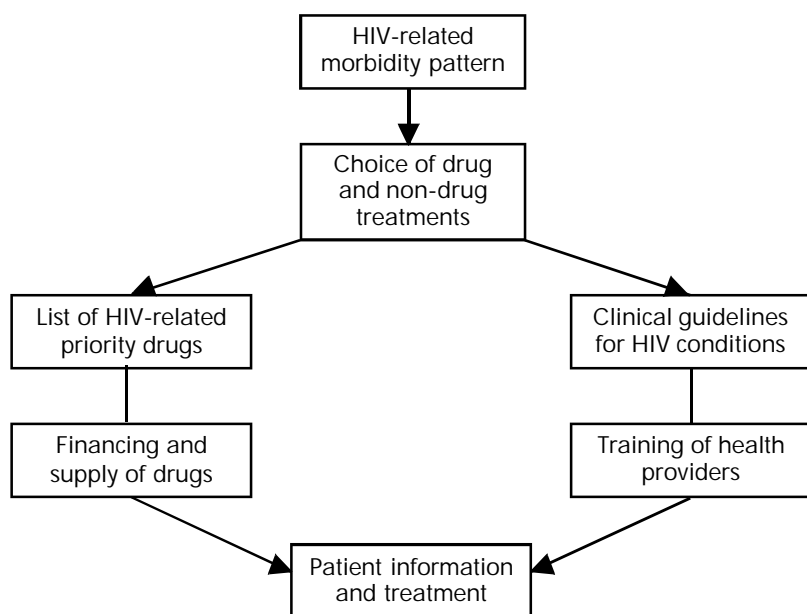 HIV-related
morbidity pattern
Choice of drug
and non-drug
treatments
List of HIV-related
priority drugs
Clinical guidelines
for HIV conditions
Financing and
supply of drugs
Training of health
providers
Patient information
and treatment